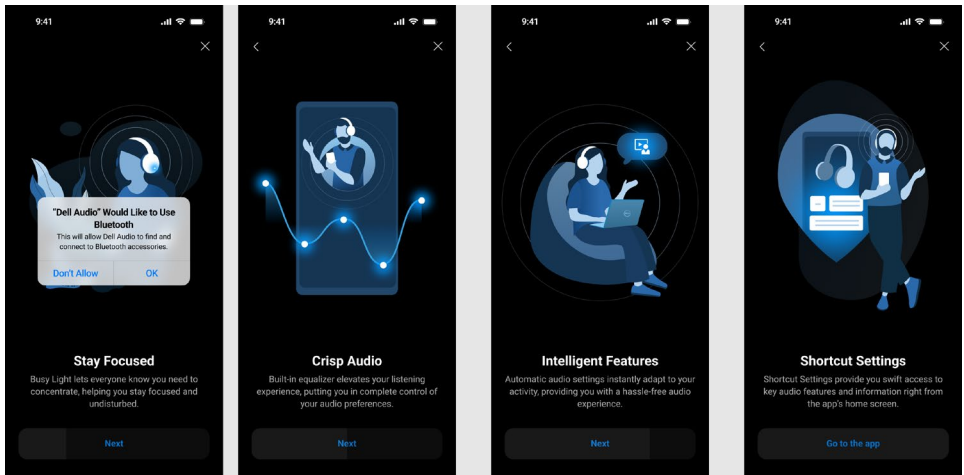 9:41
"Dell Audio" Would Like to Use
Bluetooth
This will allow Dell Audio to find and
connect to Bluetooth accessories.
Don't Allow
OK
Stay Focused
Busy Light lets everyone know you need to
concentrate, helping you stay focused and
undisturbed.
Next
9:41
Crisp Audio
Built-in equalizer elevates your listening
experience, putting you in complete control of
your audio preferences.
Next
9:41
Intelligent Features
Automatic audio settings instantly adapt to your
activity, providing you with a hassle-free audio
experience.
Next
9:41
Shortcut Settings
Shortcut Settings provide you swift access to
key audio features and information right from
the app's home screen.
Go to the app